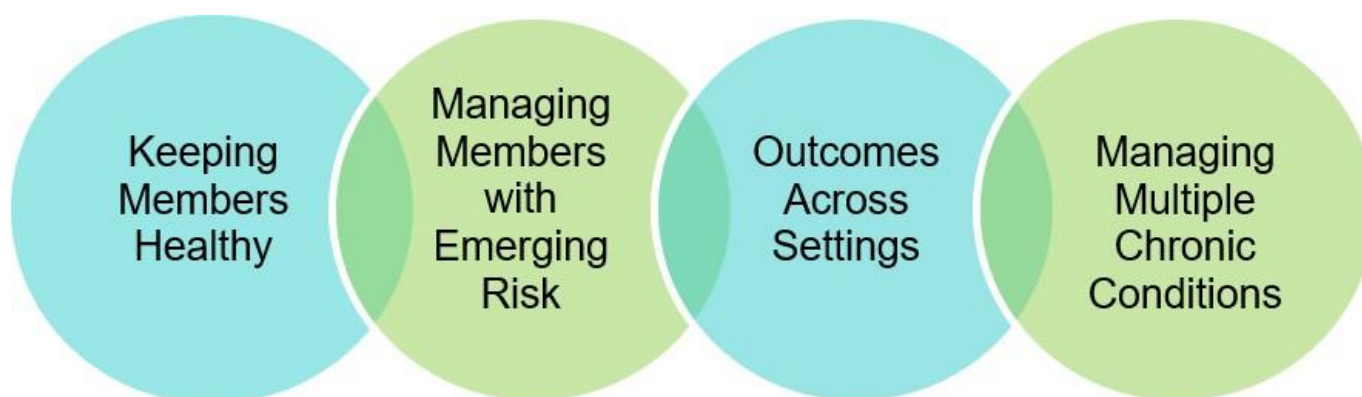 Keeping
Members
Healthy
Managing
Members
with
Emerging
Risk
Outcomes
Across
Settings
Managing
Multiple
Chronic
Conditions